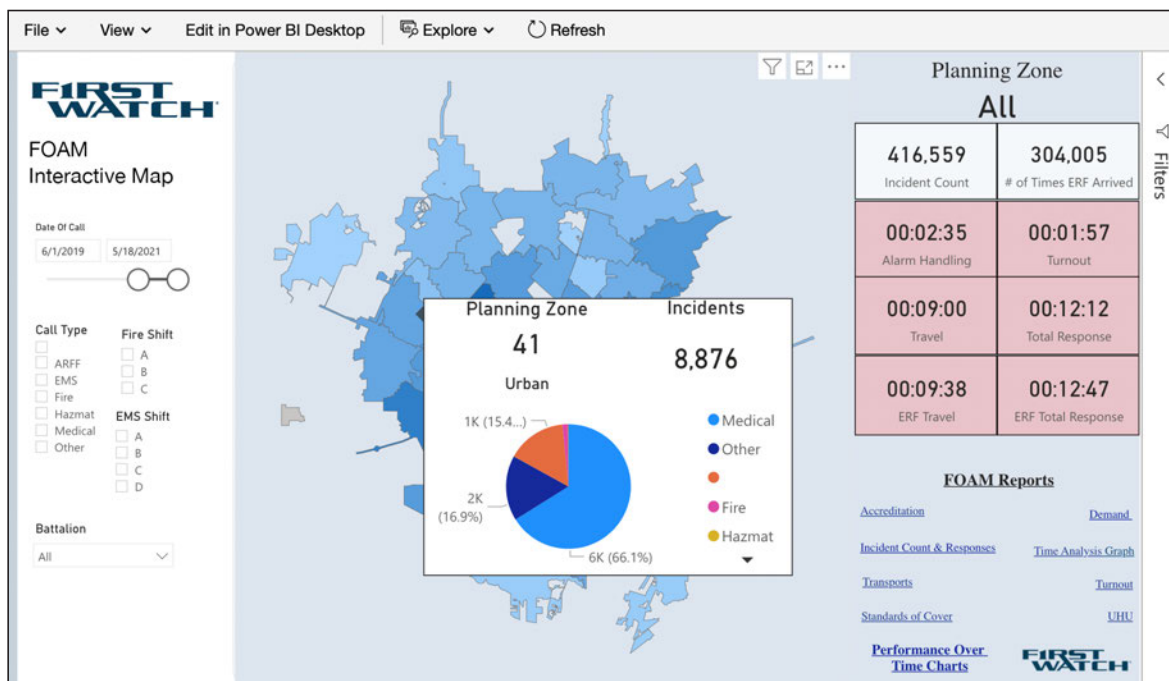 File
View
Edit in Power BI Desktop
Explore
Refresh
FIRST
WATCH
FOAM
Interactive Map
Date Of Call
6/1/2019
5/18/2021
Call Type
ARFF
EMS
Fire
Hazmat
Medical
Other
Fire Shift
A
B
C
EMS Shift
A
B
C
D
Battalion
All
Planning Zone
41
Urban
Incidents
8,876
1K (15.4...)
2K
(16.9%)
6K (66.1%)
Medical
Other
Fire
Hazmat
Planning Zone
All
416,559
Incident Count
304,005
# of Times ERF Arrived
00:02:35
Alarm Handling
00:01:57
Turnout
00:09:00
Travel
00:12:12
Total Response
00:09:38
ERF Travel
00:12:47
ERF Total Response
FOAM Reports
Accreditation
Demand
Incident Count & Responses
Time Analysis Graph
Transports
Turnout
Standards of Cover
UHU
Performance Over
Time Charts
FIRST
WATCH
Filters